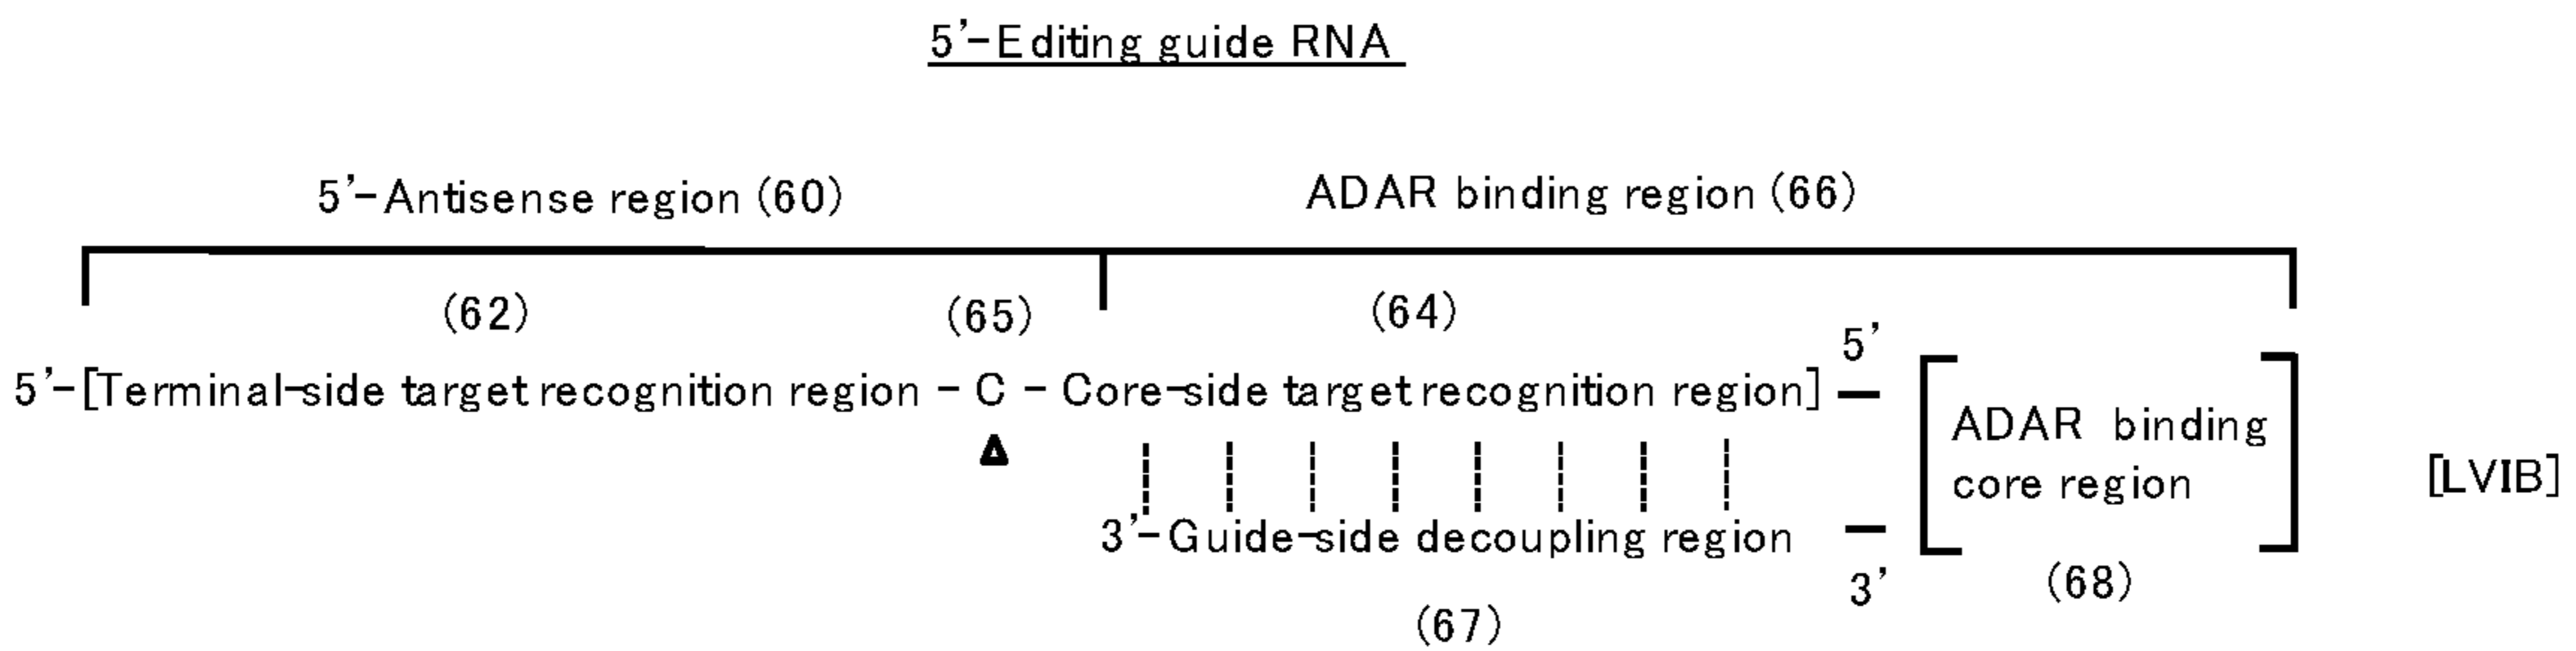 5'-Editing guide RNA
5'-Antisense region (60) ADAR binding region (66)
(62) (65) (64)
5'-[Terminal-side target recognition region - C - Core-side target recognition region] 5'
ADAR binding
core region
[LVIB]
3'-Guide-side decoupling region
3' (68)
(67)